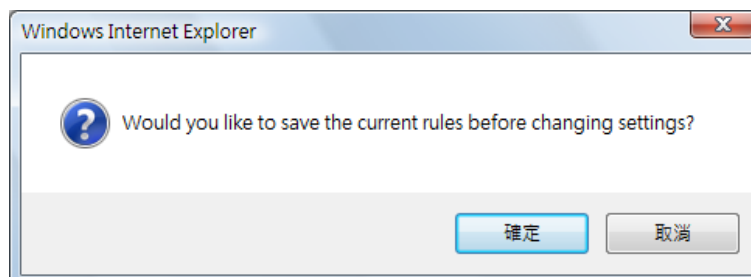 Windows Internet Explorer
Would you like to save the current rules before changing settings?
確定
取消